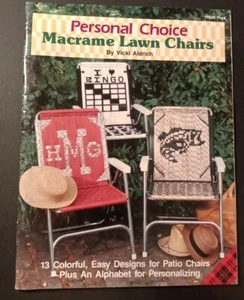 Personal Choice
Macrame Lawn Chairs
By Vicki Aldrich
I ♥
BINGO
HMG
13 Colorful, Easy Designs for Patio Chairs
Plus An Alphabet for Personalizing